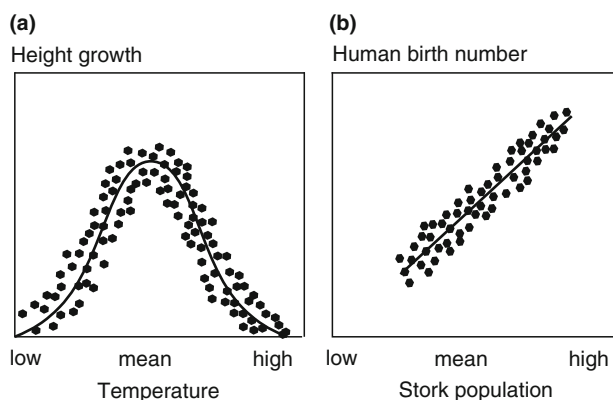 (a)
Height growth
low mean high
Temperature
(b)
Human birth number
low mean high
Stork population